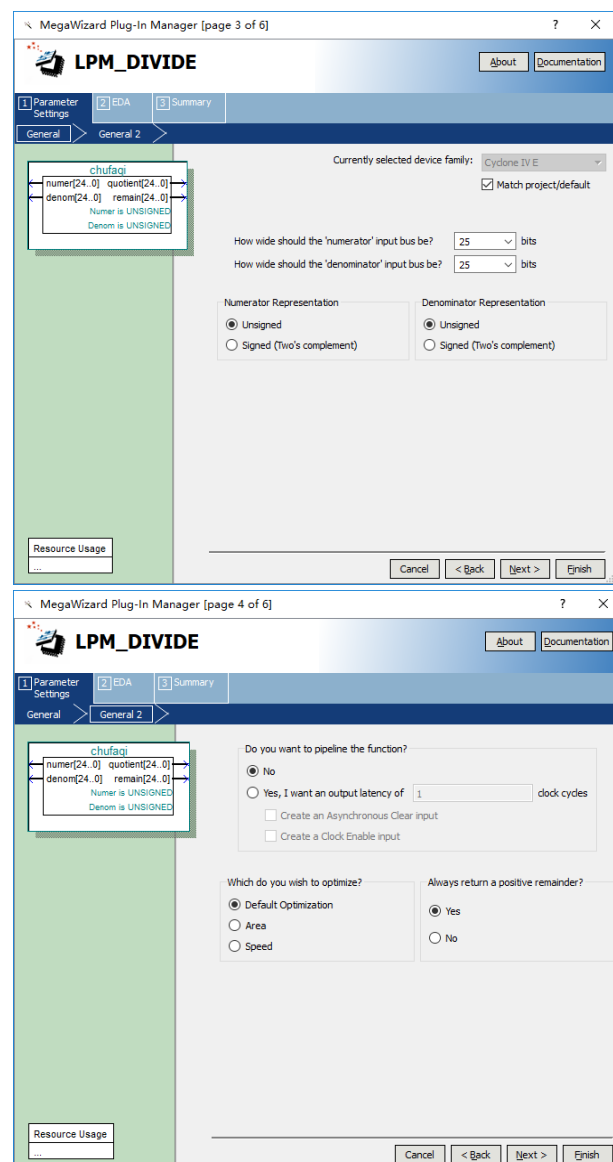 MegaWizard Plug-In Manager [page 3 of 6] ? X
LPM_DIVIDE
About Documentation
1 Parameter Settings 2 EDA 3 Summary
General General 2
Currently selected device family: Cyclone IV E
Match project/default
chufaqi
numer[24..0] quotient[24..0]
denom[24..0] remain[24..0]
Numer is UNSIGNED
Denom is UNSIGNED
How wide should the 'numerator' input bus be? 25 bits
How wide should the 'denominator' input bus be? 25 bits
Numerator Representation
Unsigned
Signed (Two's complement)
Denominator Representation
Unsigned
Signed (Two's complement)
Resource Usage
...
Cancel < Back Next > Finish
MegaWizard Plug-In Manager [page 4 of 6] ? X
LPM_DIVIDE
About Documentation
1 Parameter Settings 2 EDA 3 Summary
General General 2
chufaqi
numer[24..0] quotient[24..0]
denom[24..0] remain[24..0]
Numer is UNSIGNED
Denom is UNSIGNED
Do you want to pipeline the function?
No
Yes, I want an output latency of 1 clock cycles
Create an Asynchronous Clear input
Create a Clock Enable input
Which do you wish to optimize?
Default Optimization
Area
Speed
Always return a positive remainder?
Yes
No
Resource Usage
...
Cancel < Back Next > Finish